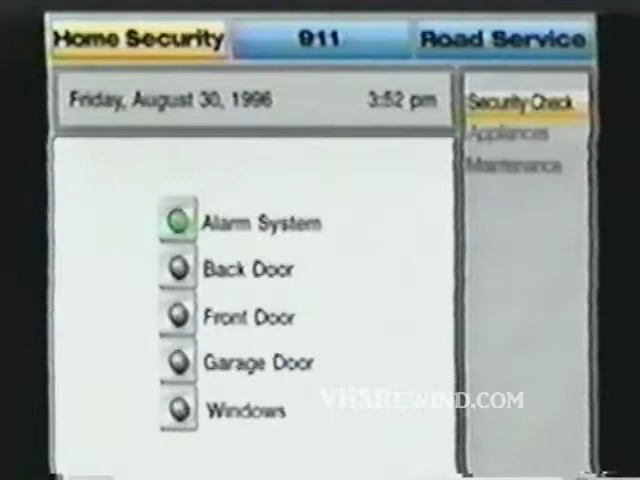 Home Security 911 Road Service
Friday, August 30, 1996 3:52 pm
Security Check
Appliances
Maintenance
Alarm System
Back Door
Front Door
Garage Door
Windows
VHSREWIND.COM